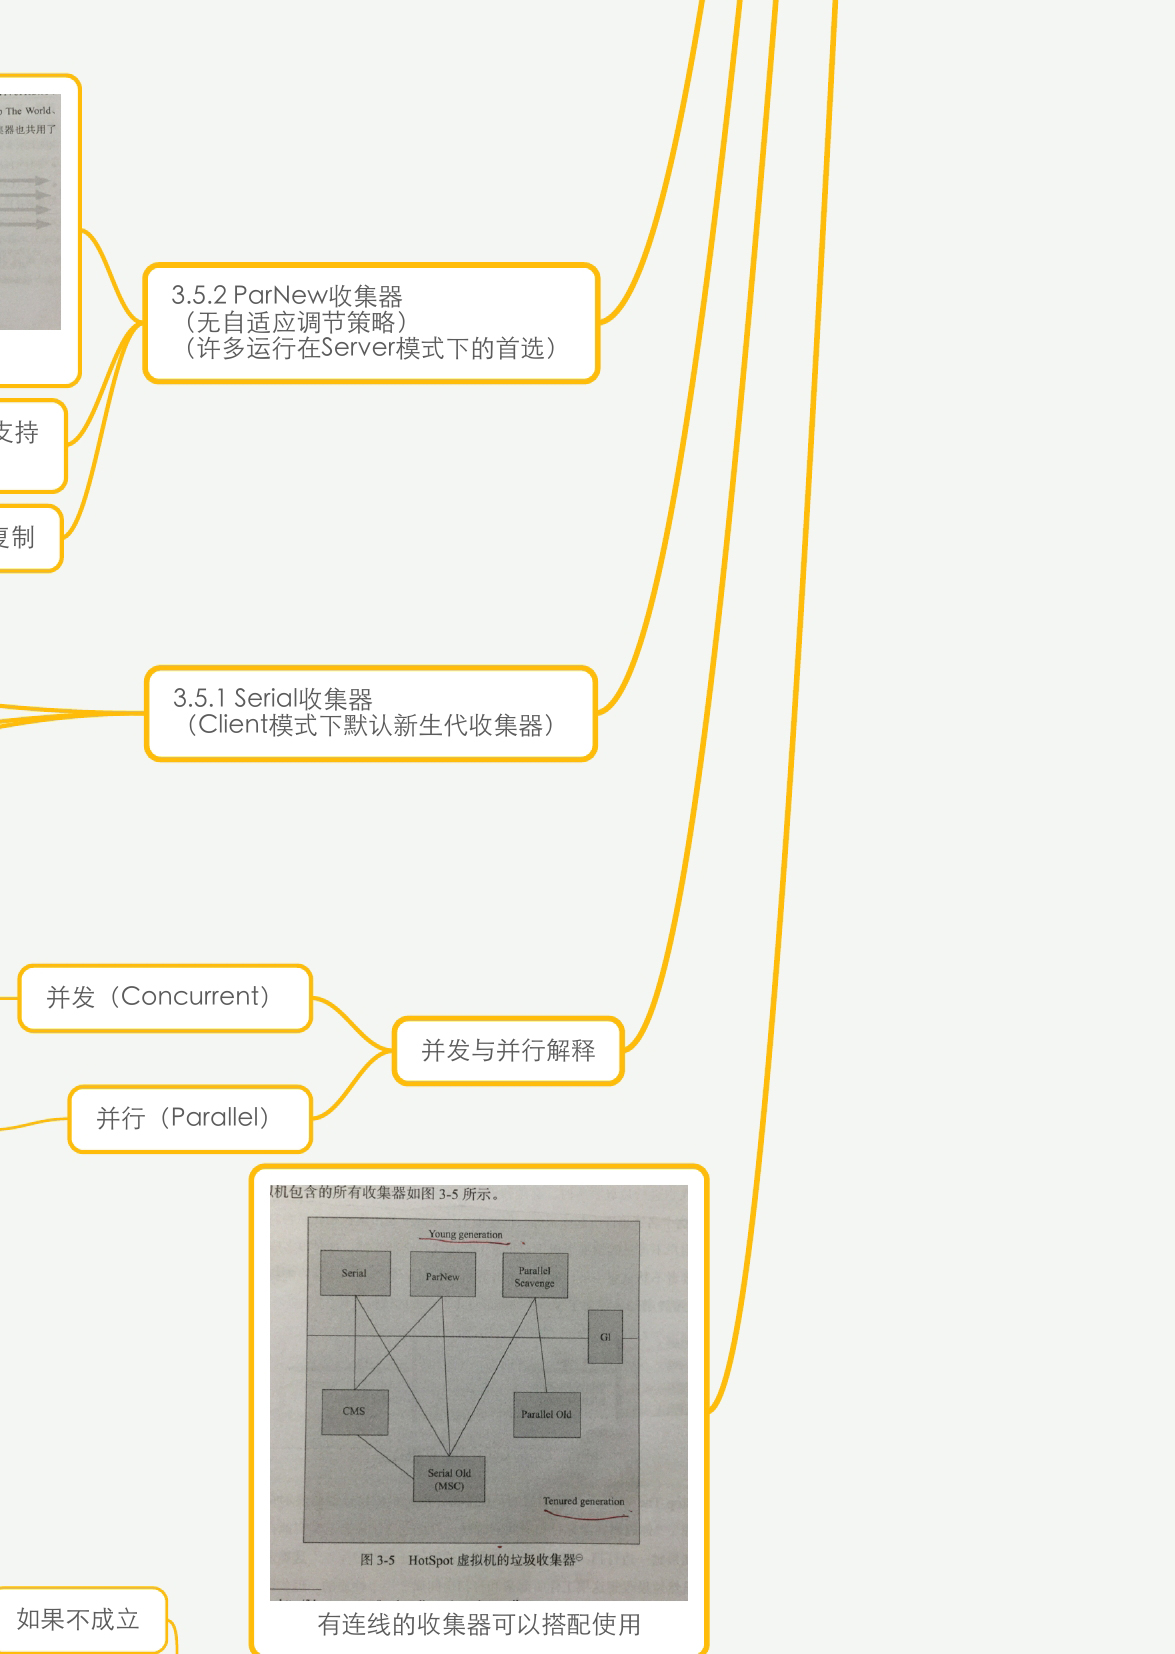 The World、
集器也共用了
3.5.2 ParNew收集器
（无自适应调节策略）
（许多运行在Server模式下的首选）
支持
复制
3.5.1 Serial收集器
（Client模式下默认新生代收集器）
并发（Concurrent）
并发与并行解释
并行（Parallel）
机包含的所有收集器如图 3-5 所示。
Young generation
Serial
ParNew
Parallel
Scavenge
G1
CMS
Parallel Old
Serial Old
(MSC)
Tenured generation
图 3-5 HotSpot 虚拟机的垃圾收集器
有连线的收集器可以搭配使用
如果不成立